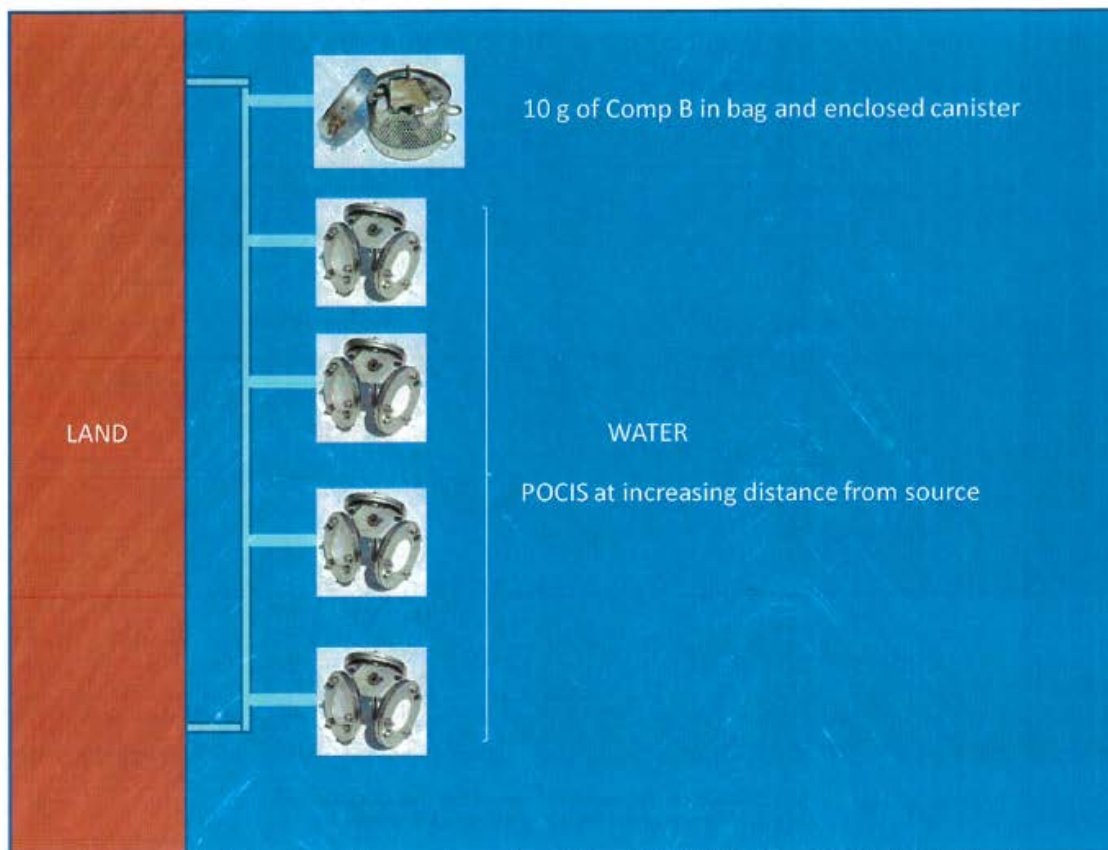 10 g of Comp B in bag and enclosed canister
LAND
WATER
POCIS at increasing distance from source